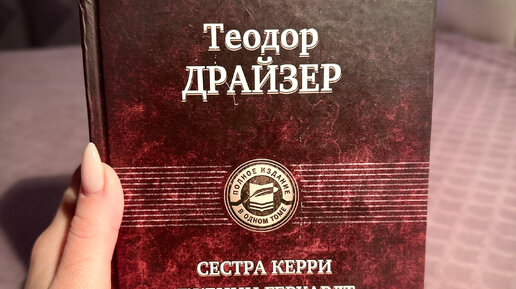 Теодор
ДРАЙЗЕР
ПОЛНОЕ ИЗДАНИЕ
В ОДНОМ ТОМЕ
СЕСТРА КЕРРИ